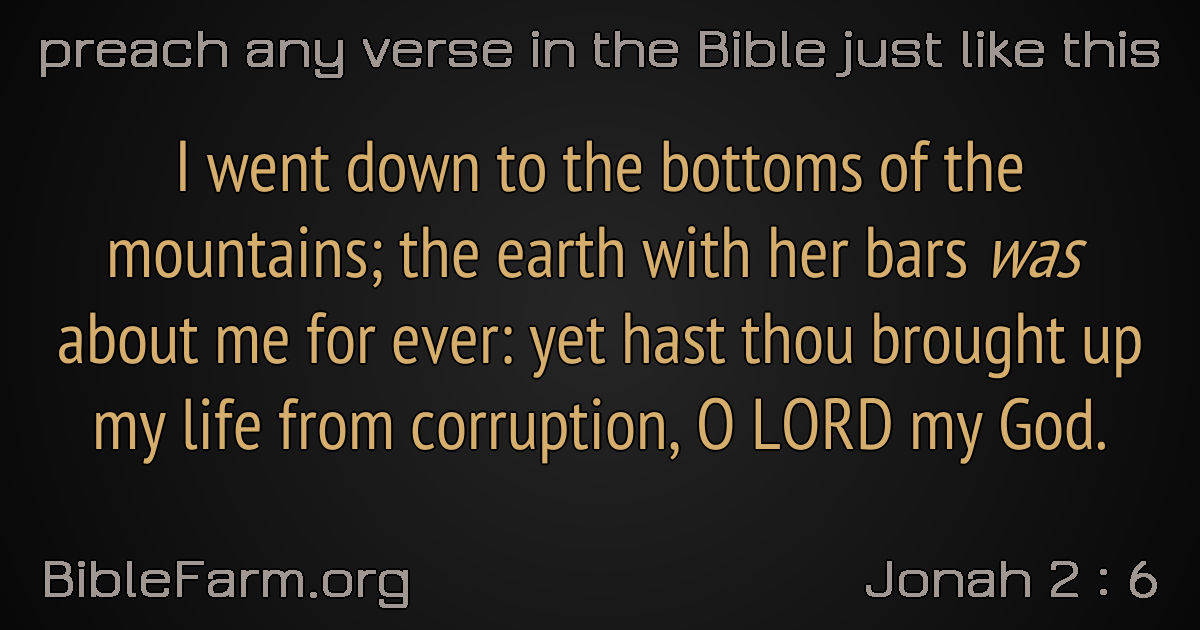 preach any verse in the Bible just like this
I went down to the bottoms of the
mountains; the earth with her bars was
about me for ever: yet hast thou brought up
my life from corruption, O LORD my God.
BibleFarm.org
Jonah 2 : 6